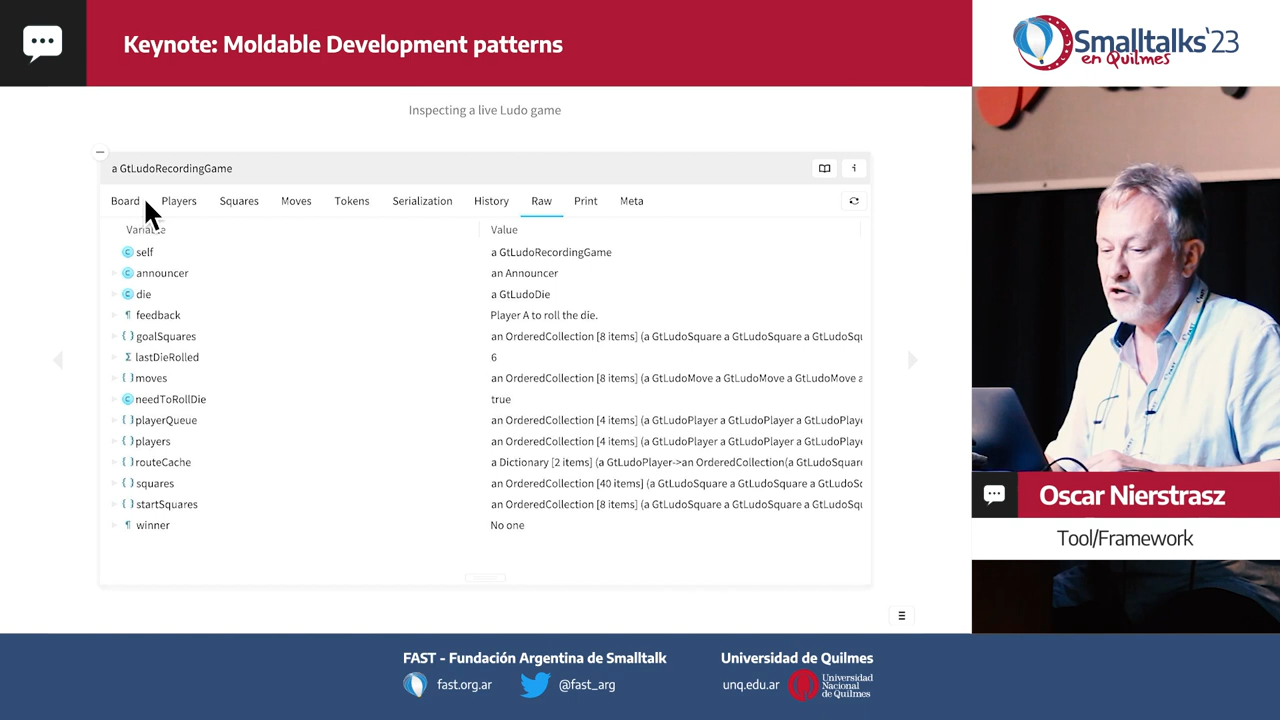 Keynote: Moldable Development patterns
Smalltalks'23
en Quilmes
Inspecting a live Ludo game
a GtLudoRecordingGame
i
Board Players Squares Moves Tokens Serialization History Raw Print Meta
Variable Value
self a GtLudoRecordingGame
announcer an Announcer
die a GtLudoDie
feedback Player A to roll the die.
goalSquares an OrderedCollection [8 items] (a GtLudoSquare a GtLudoSquare a GtLudoSqu
lastDieRolled 6
moves an OrderedCollection [8 items] (a GtLudoMove a GtLudoMove a GtLudoMove a
needToRollDie true
playerQueue an OrderedCollection [4 items] (a GtLudoPlayer a GtLudoPlayer a GtLudoPlaye
players an OrderedCollection [4 items] (a GtLudoPlayer a GtLudoPlayer a GtLudoPlaye
routeCache a Dictionary [2 items] (a GtLudoPlayer->an OrderedCollection(a GtLudoSquar
squares an OrderedCollection [40 items] (a GtLudoSquare a GtLudoSquare a GtLudoSq
startSquares an OrderedCollection [8 items] (a GtLudoSquare a GtLudoSquare a GtLudoSqu
winner No one
Oscar Nierstrasz
Tool/Framework
FAST - Fundación Argentina de Smalltalk
fast.org.ar @fast_arg
Universidad de Quilmes
unq.edu.ar
Universidad
Nacional
de Quilmes